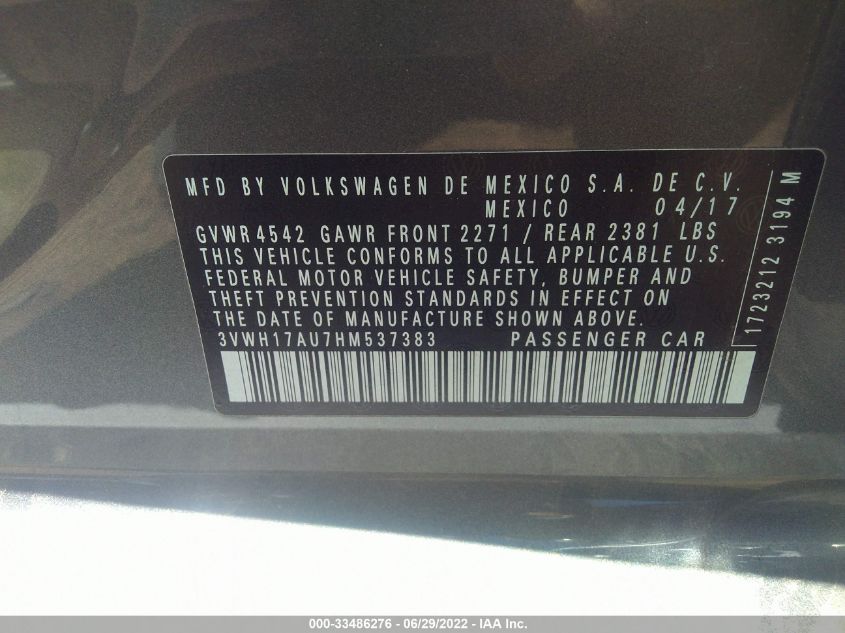 MFD BY VOLKSWAGEN DE MEXICO S.A. DE C.V.
MEXICO 04/17
GVWR 4542 GAWR FRONT 2271 / REAR 2381 LBS
THIS VEHICLE CONFORMS TO ALL APPLICABLE U.S.
FEDERAL MOTOR VEHICLE SAFETY, BUMPER AND
THEFT PREVENTION STANDARDS IN EFFECT ON
THE DATE OF MANUFACTURE SHOWN ABOVE.
3VWH17AU7HM537383 PASSENGER CAR
1723212 3194 M
000-33486276 - 06/29/2022 - IAA Inc.